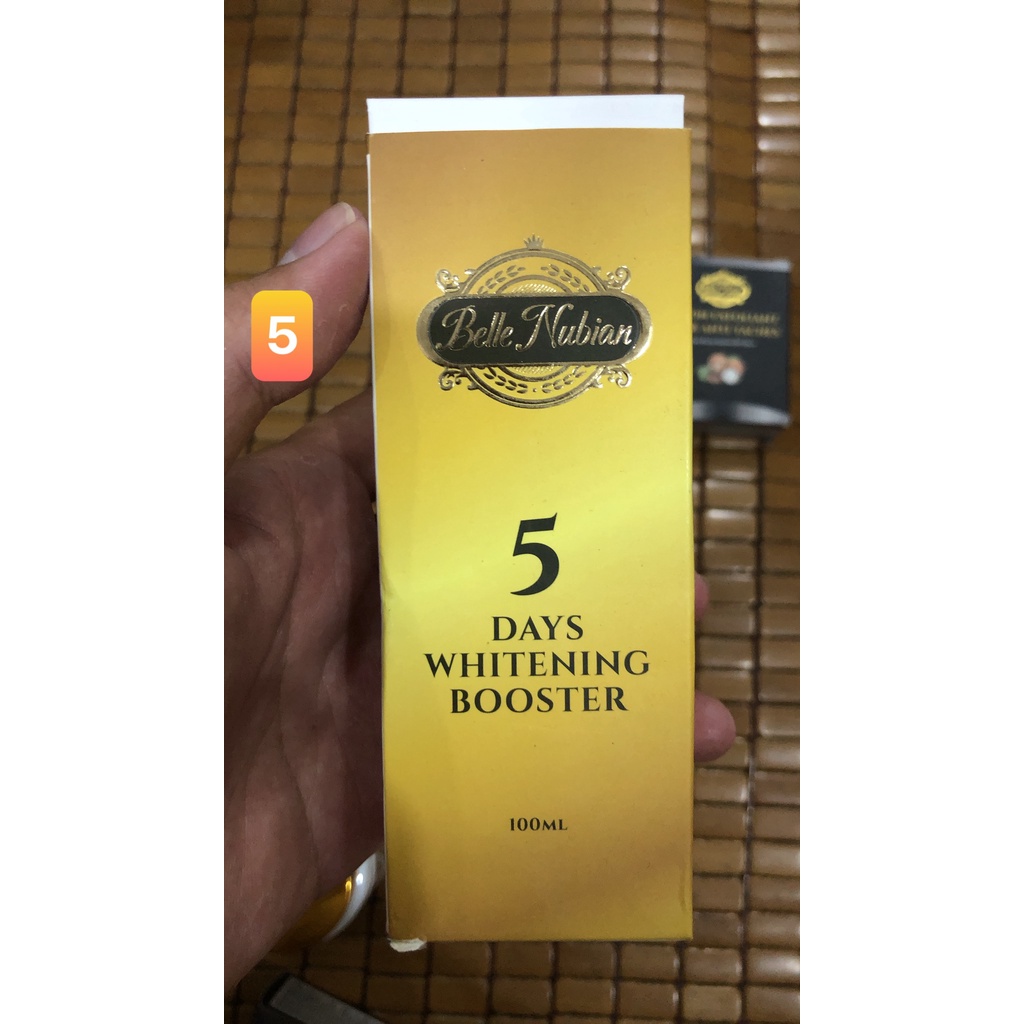 5
Belle Nubian
5
DAYS
WHITENING
BOOSTER
100ML